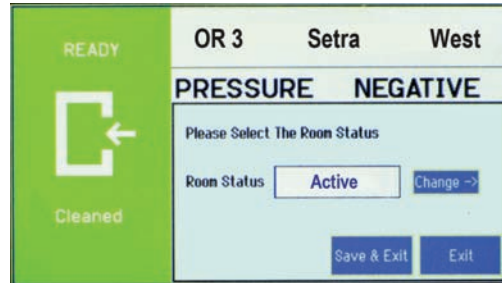 READY
Cleaned
OR 3 Setra West
PRESSURE NEGATIVE
Please Select The Room Status
Room Status Active Change ->
Save & Exit Exit